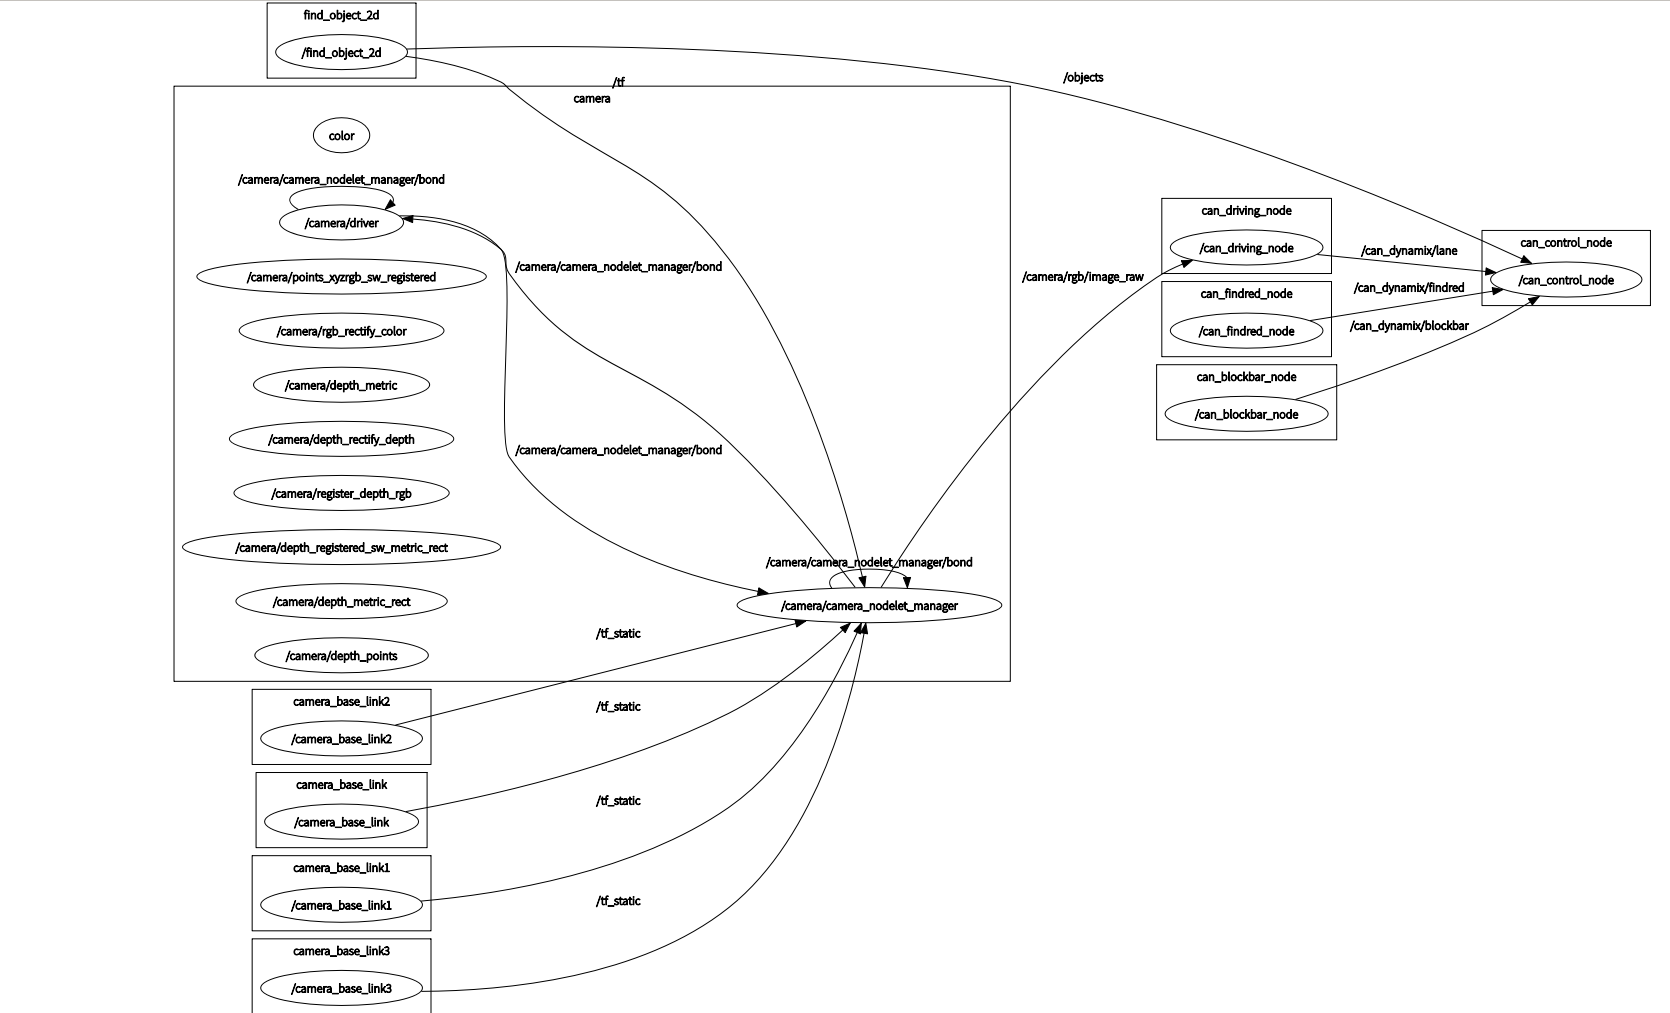 find_object_2d
/find_object_2d
/tf
/objects
camera
color
/camera/camera_nodelet_manager/bond
/camera/driver
/camera/camera_nodelet_manager/bond
/camera/points_xyzrgb_sw_registered
/camera/rgb_rectify_color
/camera/depth_metric
/camera/depth_rectify_depth
/camera/camera_nodelet_manager/bond
/camera/register_depth_rgb
/camera/depth_registered_sw_metric_rect
/camera/camera_nodelet_manager/bond
/camera/depth_metric_rect
/camera/camera_nodelet_manager
/camera/depth_points
/camera/rgb/image_raw
can_driving_node
/can_driving_node
/can_dynamix/lane
can_findred_node
/can_findred_node
/can_dynamix/findred
can_blockbar_node
/can_blockbar_node
/can_dynamix/blockbar
can_control_node
/can_control_node
/tf_static
camera_base_link2
/camera_base_link2
/tf_static
camera_base_link
/camera_base_link
/tf_static
camera_base_link1
/camera_base_link1
/tf_static
camera_base_link3
/camera_base_link3